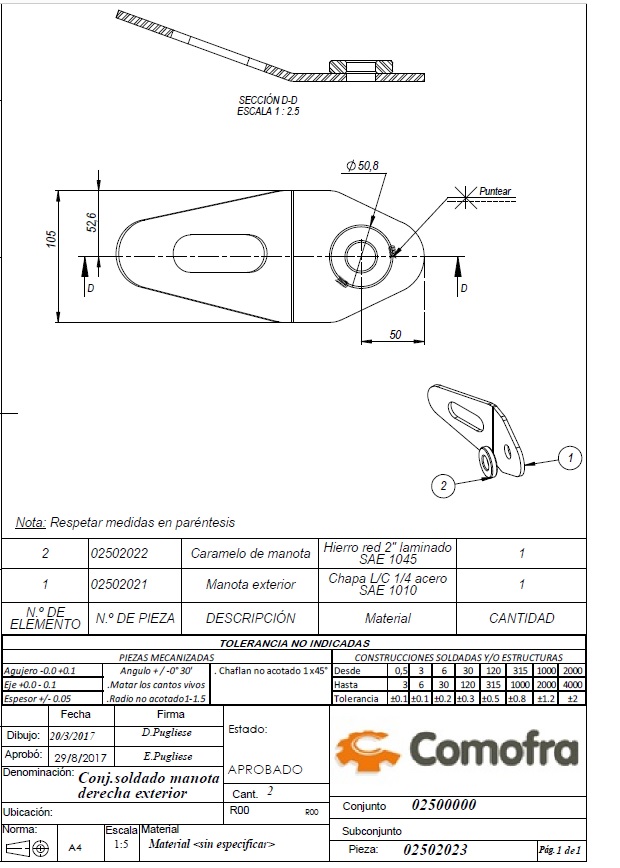 SECCIÓN D-D
ESCALA 1 : 2.5
Ø 50,8
Puntear
105
52,6
D
D
50
1
2
Nota: Respetar medidas en paréntesis
2 02502022 Caramelo de manota Hierro red 2" laminado SAE 1045 1
1 02502021 Manota exterior Chapa L/C 1/4 acero SAE 1010 1
N.º DE ELEMENTO N.º DE PIEZA DESCRIPCIÓN Material CANTIDAD
TOLERANCIA NO INDICADAS
PIEZAS MECANIZADAS CONSTRUCCIONES SOLDADAS Y/O ESTRUCTURAS
Agujero -0.0 +0.1 Angulo + / -0° 30' . Chaflan no acotado 1 x45° Desde 0,5 3 6 30 120 315 1000 2000
Eje +0.0 - 0.1 .Matar los cantos vivos Hasta 3 6 30 120 315 1000 2000 4000
Espesor +/- 0.05 .Radio no acotado 1-1.5 Tolerancia ±0.1 ±0.1 ±0.2 ±0.3 ±0.5 ±0.8 ±1.2 ±2
Fecha Firma
Dibujo: 20/3/2017 D.Pugliese
Aprobó: 29/8/2017 E.Pugliese
Estado:
APROBADO
Comofra
Denominación: Conj.soldado manota
derecha exterior
Cant. 2
Ubicación:
R00 R00
Conjunto 02500000
Norma:
A4
Escala
1:5
Material
Material <sin especificar>
Subconjunto
Pieza: 02502023 Pág. 1 de 1